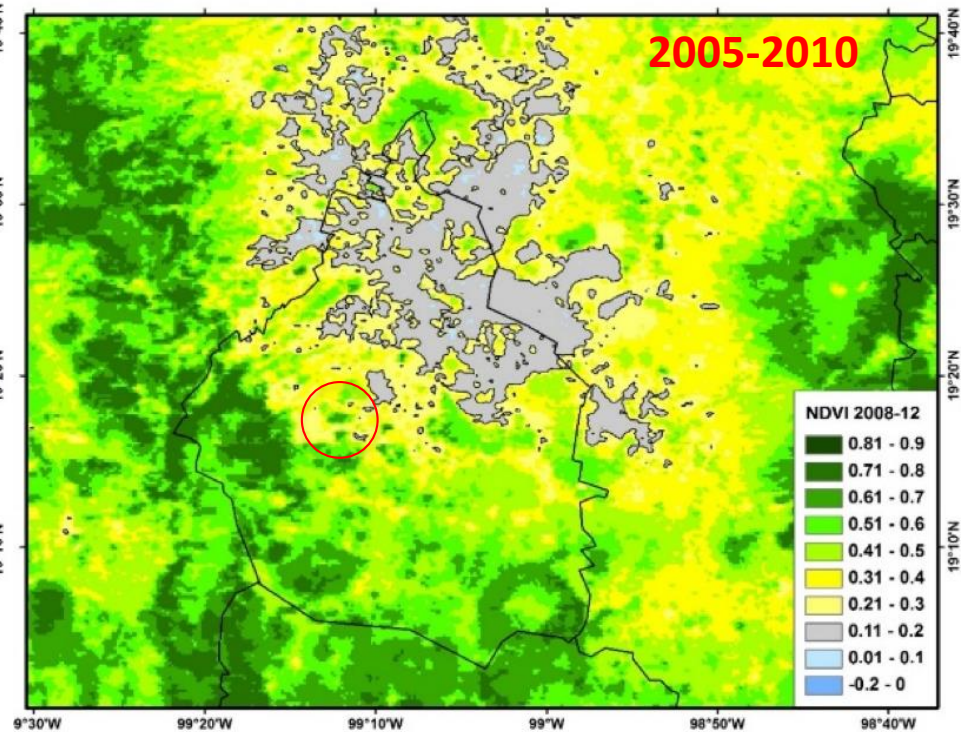 2005-2010
19°40'N
19°30'N
19°20'N
19°10'N
NDVI 2008-12
0.81 - 0.9
0.71 - 0.8
0.61 - 0.7
0.51 - 0.6
0.41 - 0.5
0.31 - 0.4
0.21 - 0.3
0.11 - 0.2
0.01 - 0.1
-0.2 - 0
9°30'W
99°20'W
99°10'W
99°W
98°50'W
98°40'W